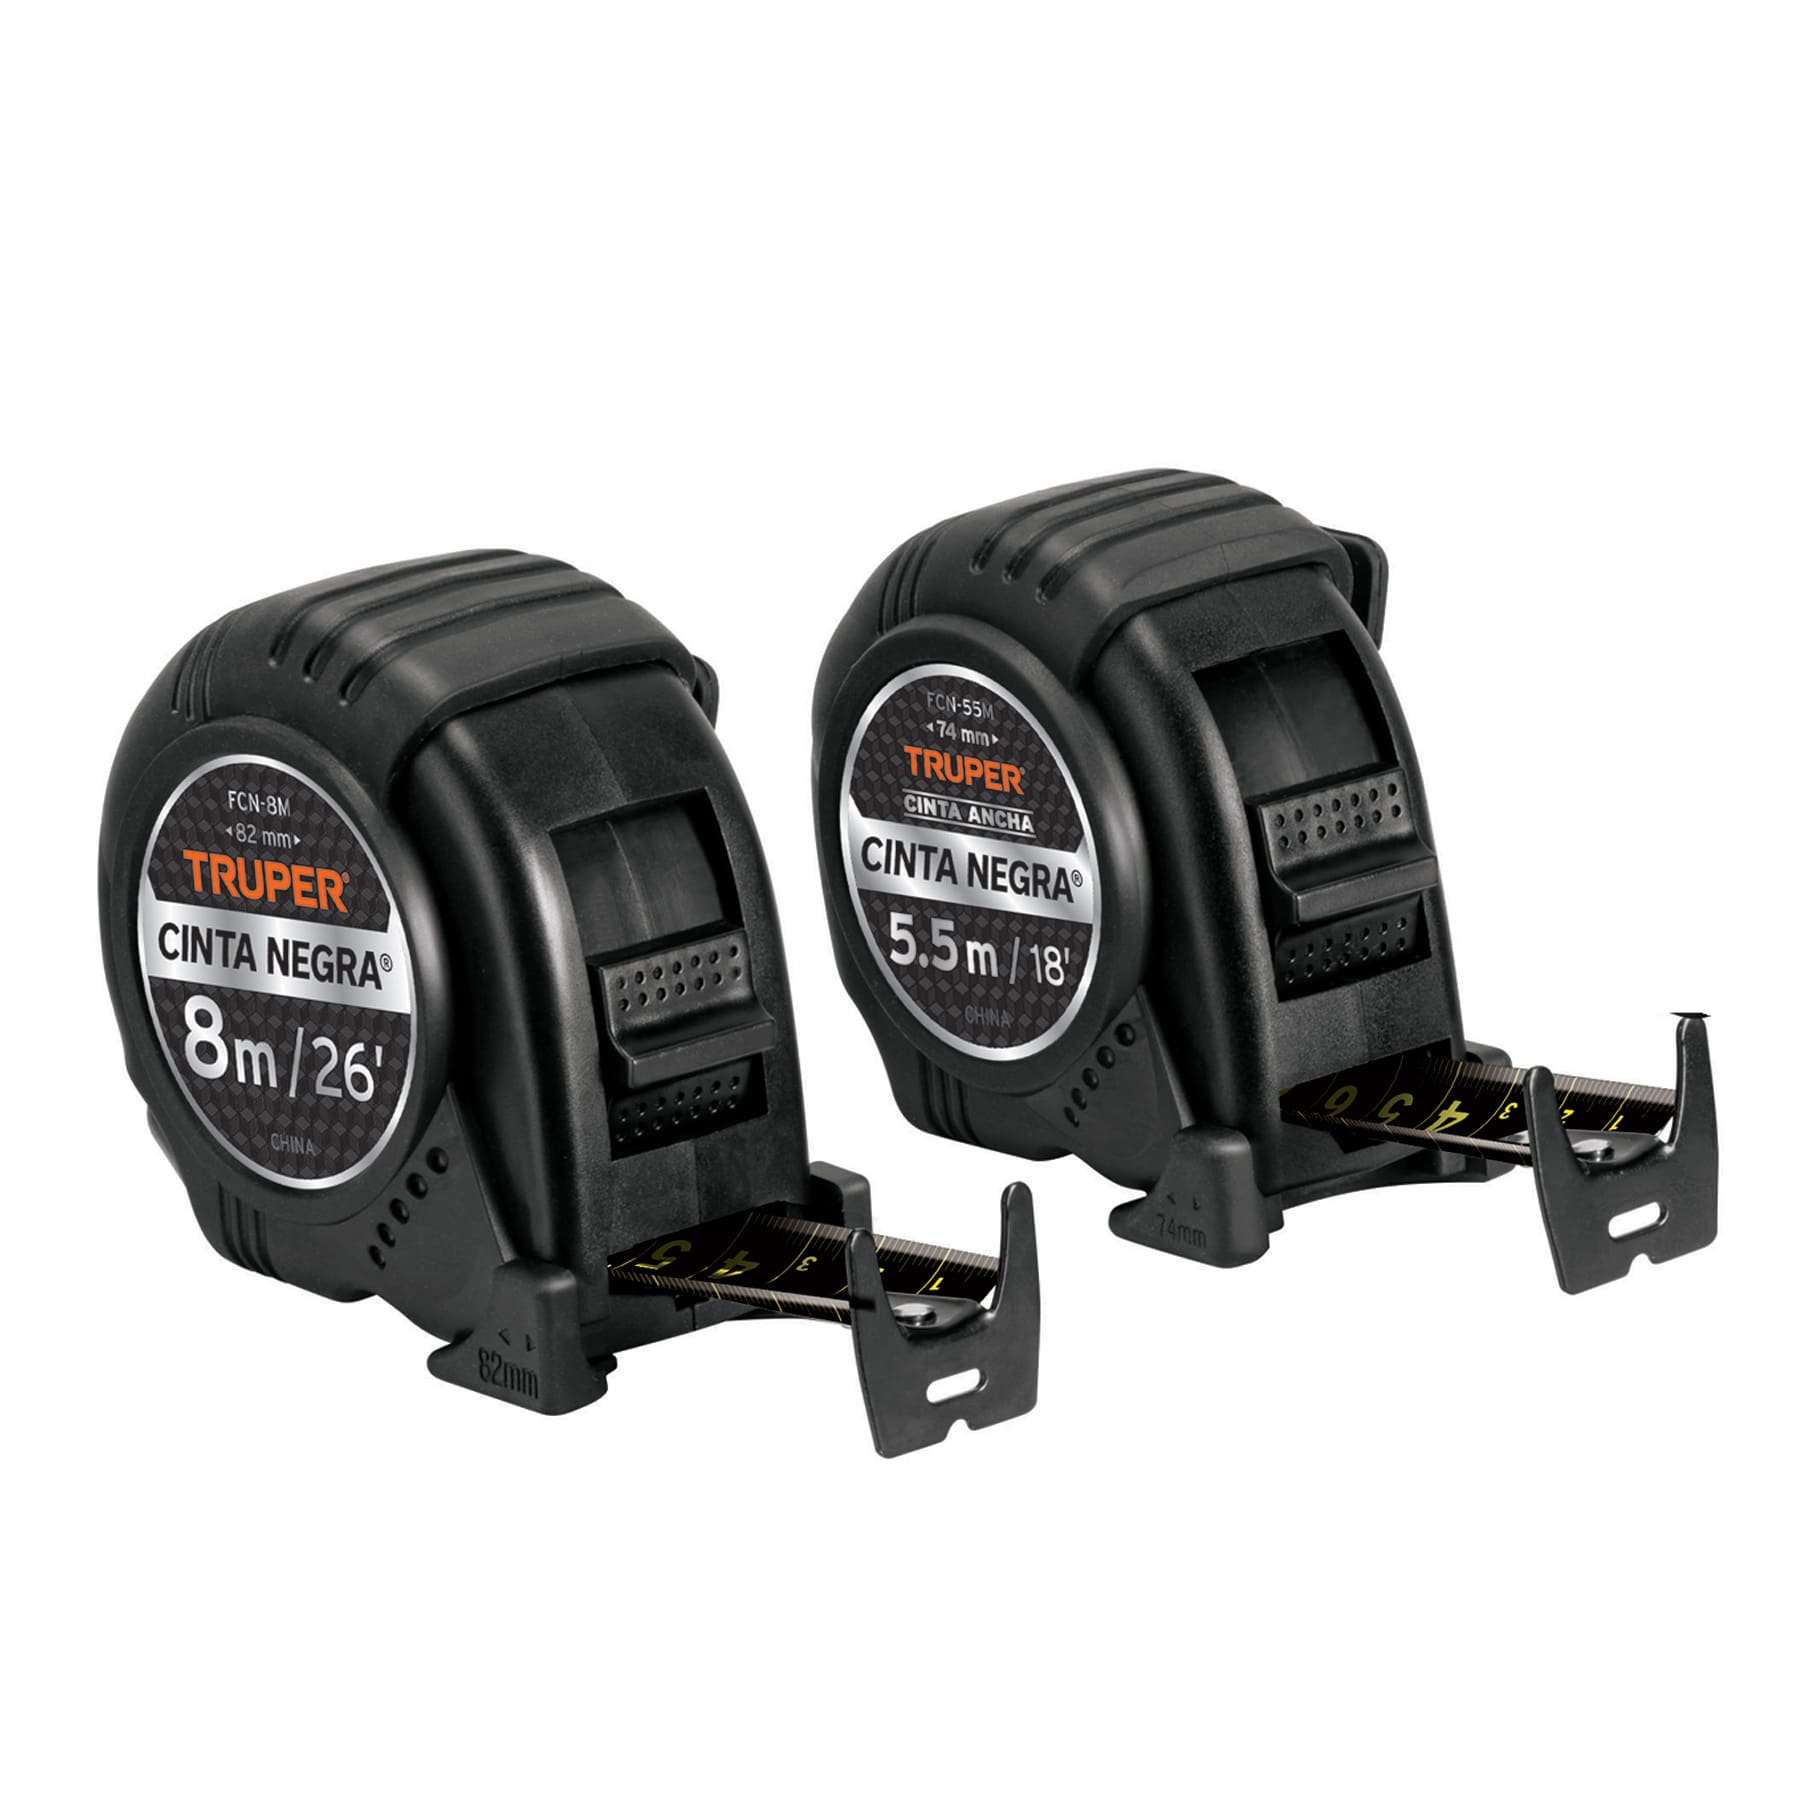 FCN-8M
◂82 mm▸
TRUPER®
CINTA NEGRA®
8m/26'
CHINA
82mm
5 4 3 1
FCN-55M
◂74 mm▸
TRUPER®
CINTA ANCHA
CINTA NEGRA®
5.5m/18'
CHINA
74mm
6 5 4 3 2 1